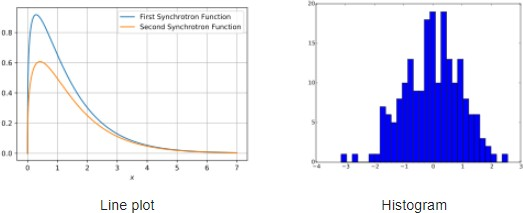 First Synchrotron Function
Second Synchrotron Function
0.8
0.6
0.4
0.2
0.0
0 1 2 3 4 5 6 7
x
Line plot
20
15
10
5
0
−4 −3 −2 −1 0 1 2 3
Histogram